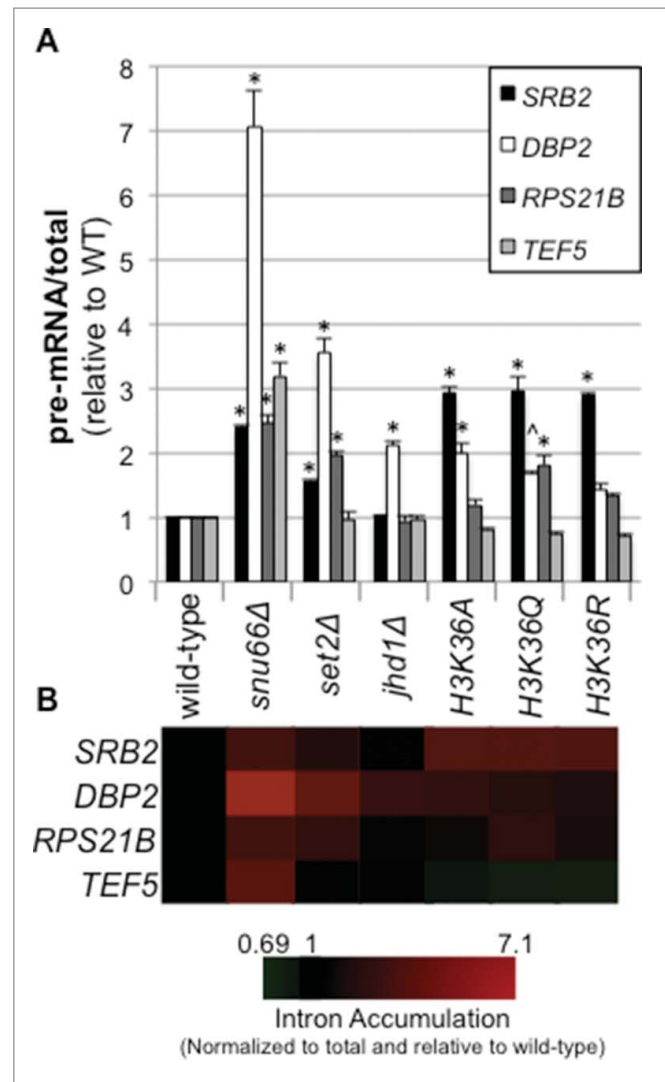 A
8
7
6
5
4
3
2
1
0
pre-mRNA/total
(relative to WT)
* * * *
* * *
*
* *
* ^ *
*
SRB2
DBP2
RPS21B
TEF5
wild-type
snu66Δ
set2Δ
jhd1Δ
H3K36A
H3K36Q
H3K36R
B
SRB2
DBP2
RPS21B
TEF5
0.69 1 7.1
Intron Accumulation
(Normalized to total and relative to wild-type)